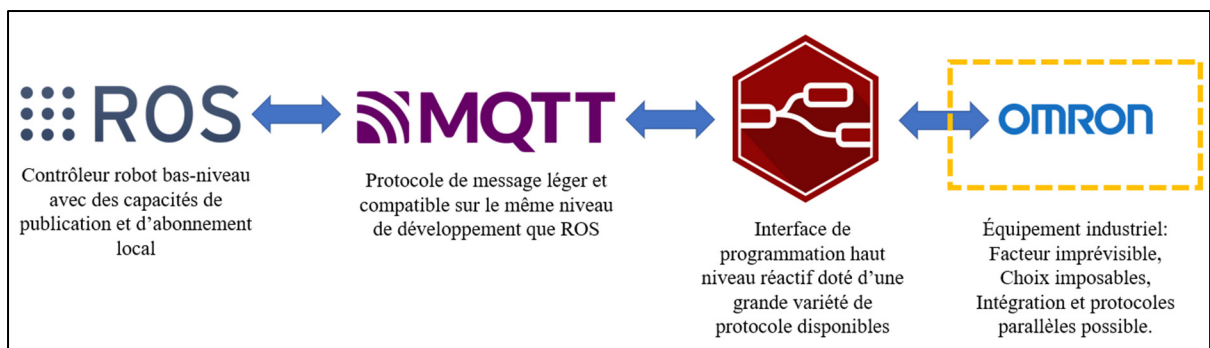 ROS
Contrôleur robot bas-niveau
avec des capacités de
publication et d'abonnement
local
MQTT
Protocole de message léger et
compatible sur le même niveau
de développement que ROS
Interface de
programmation haut
niveau réactif doté d'une
grande variété de
protocole disponibles
OMRON
Équipement industriel:
Facteur imprévisible,
Choix imposables,
Intégration et protocoles
parallèles possible.